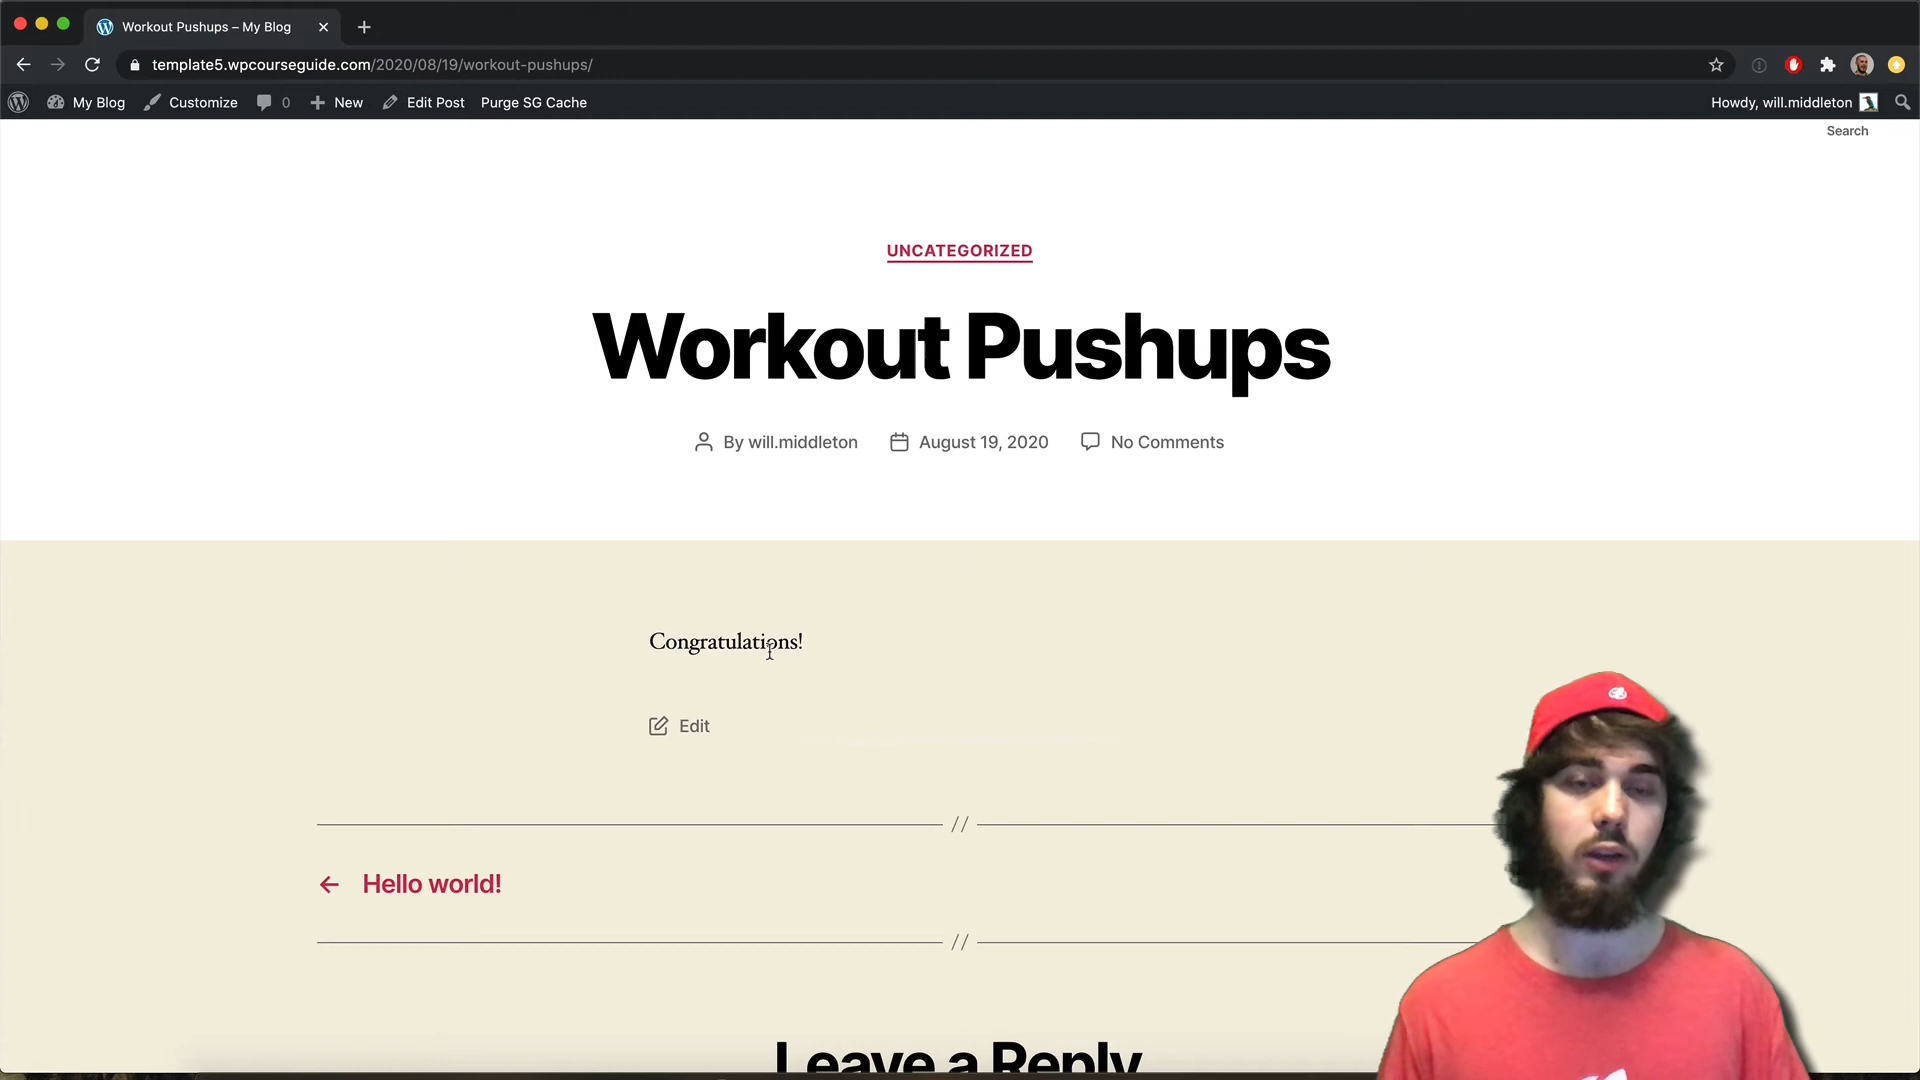 Workout Pushups – My Blog
template5.wpcourseguide.com/2020/08/19/workout-pushups/
My Blog Customize 0 New Edit Post Purge SG Cache Howdy, will.middleton
Search
UNCATEGORIZED
Workout Pushups
By will.middleton August 19, 2020 No Comments
Congratulations!
Edit
//
← Hello world!
//
Leave a Reply